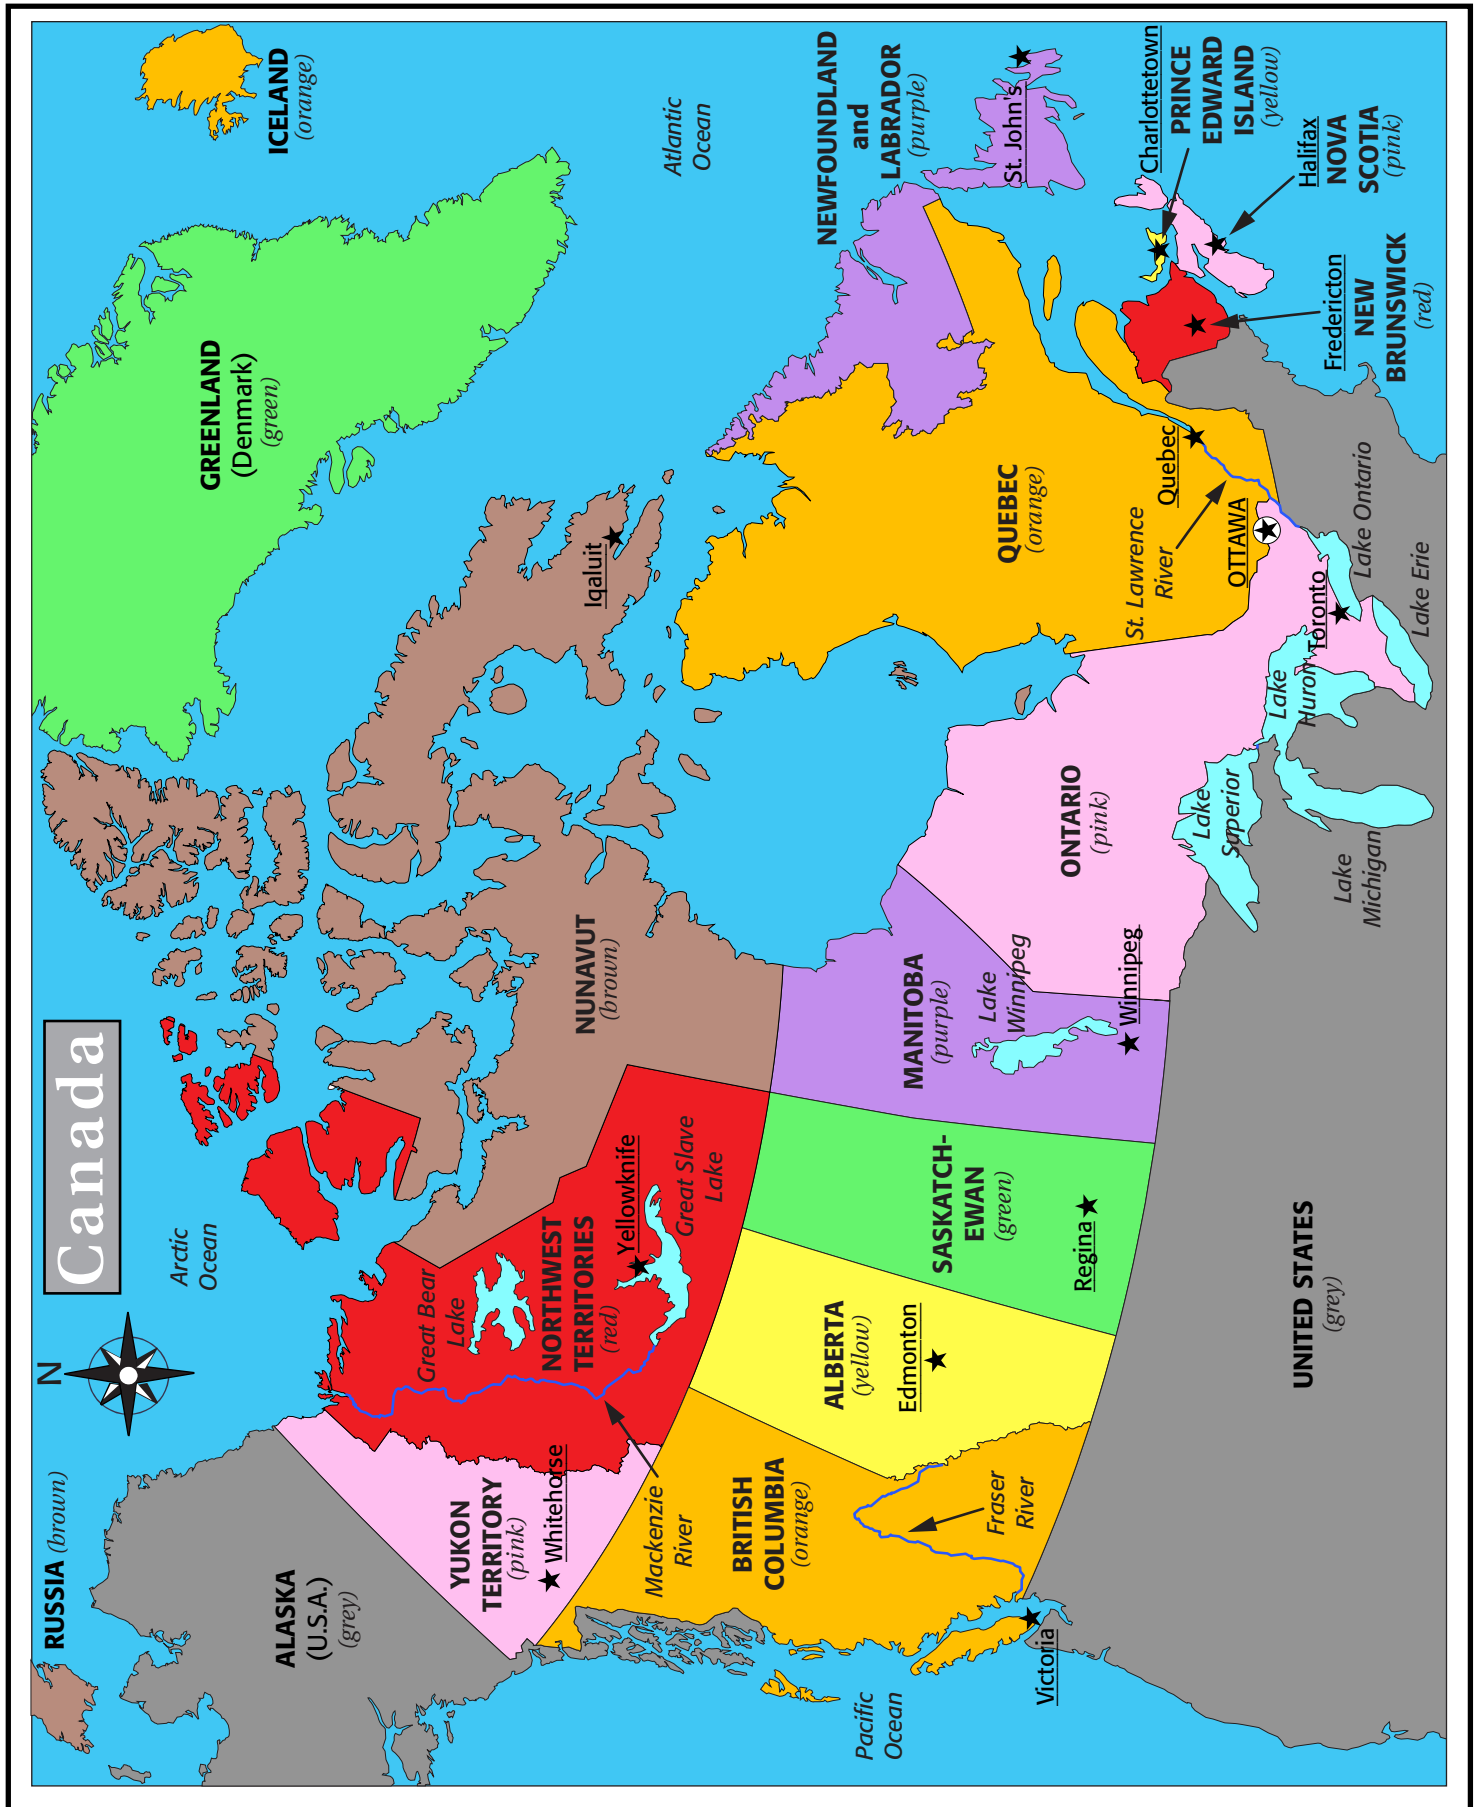 Canada
N
RUSSIA (brown)
ALASKA
(U.S.A.)
(grey)
YUKON
TERRITORY
(pink)
Whitehorse
Arctic
Ocean
Great Bear
Lake
NORTHWEST
TERRITORIES
(red)
Yellowknife
Great Slave
Lake
Mackenzie
River
NUNAVUT
(brown)
Iqaluit
GREENLAND
(Denmark)
(green)
ICELAND
(orange)
Atlantic
Ocean
BRITISH
COLUMBIA
(orange)
Fraser
River
Victoria
Pacific
Ocean
ALBERTA
(yellow)
Edmonton
SASKATCH-
EWAN
(green)
Regina
MANITOBA
(purple)
Lake
Winnipeg
Winnipeg
ONTARIO
(pink)
Lake
Superior
Lake
Michigan
Lake
Huron
Toronto
Lake Ontario
Lake Erie
OTTAWA
QUEBEC
(orange)
St. Lawrence
River
Quebec
NEWFOUNDLAND
and
LABRADOR
(purple)
St. John's
Charlottetown
PRINCE
EDWARD
ISLAND
(yellow)
Halifax
NOVA
SCOTIA
(pink)
Fredericton
NEW
BRUNSWICK
(red)
UNITED STATES
(grey)